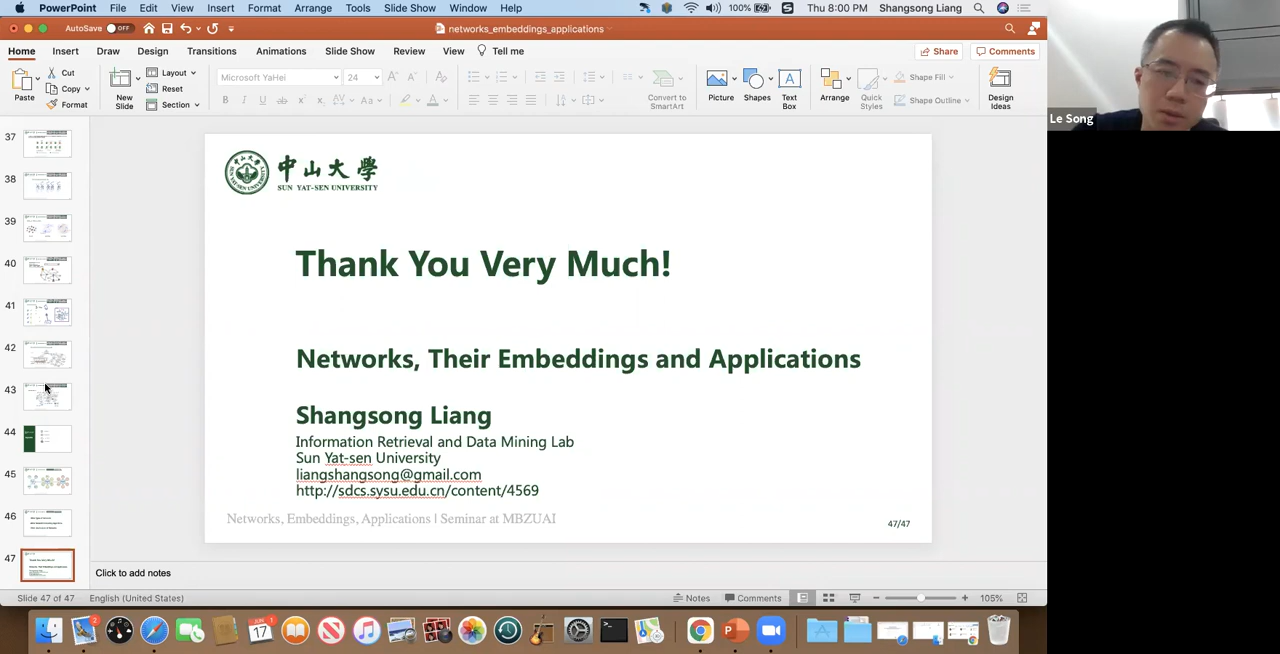 PowerPoint File Edit View Insert Format Arrange Tools Slide Show Window Help 100% Thu 8:00 PM Shangsong Liang
AutoSave OFF networks_embeddings_applications
Home Insert Draw Design Transitions Animations Slide Show Review View Tell me Share Comments
Paste Cut Copy Format
New Slide Layout Reset Section
Microsoft YaHei 24
Convert to SmartArt
Picture Shapes Text Box
Arrange Quick Styles Shape Fill Shape Outline
Design Ideas
Le Song
37
38
39
40
41
42
43
44
45
46
47
中山大學
SUN YAT-SEN UNIVERSITY
Thank You Very Much!
Networks, Their Embeddings and Applications
Shangsong Liang
Information Retrieval and Data Mining Lab
Sun Yat-sen University
liangshangsong@gmail.com
http://sdcs.sysu.edu.cn/content/4569
Networks, Embeddings, Applications | Seminar at MBZUAI
47/47
Click to add notes
Slide 47 of 47 English (United States) Notes Comments 105%
JUN 17